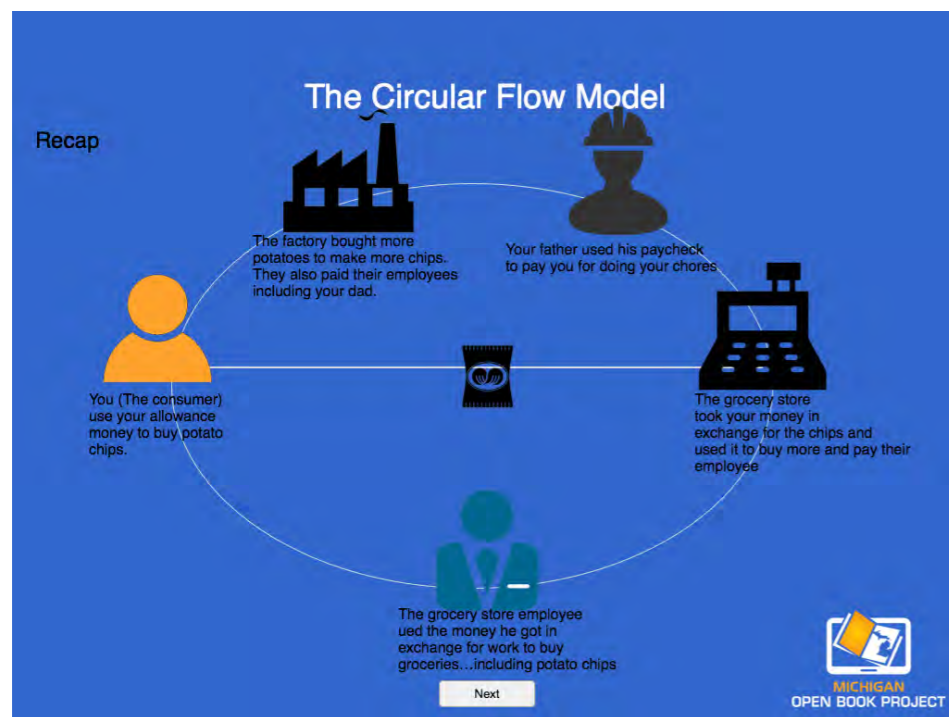 The Circular Flow Model
Recap
The factory bought more
potatoes to make more chips.
They also paid their employees
including your dad.
Your father used his paycheck
to pay you for doing your chores
You (The consumer)
use your allowance
money to buy potato
chips.
The grocery store
took your money in
exchange for the chips and
used it to buy more and pay their
employee
The grocery store employee
ued the money he got in
exchange for work to buy
groceries...including potato chips
Next
MICHIGAN
OPEN BOOK PROJECT